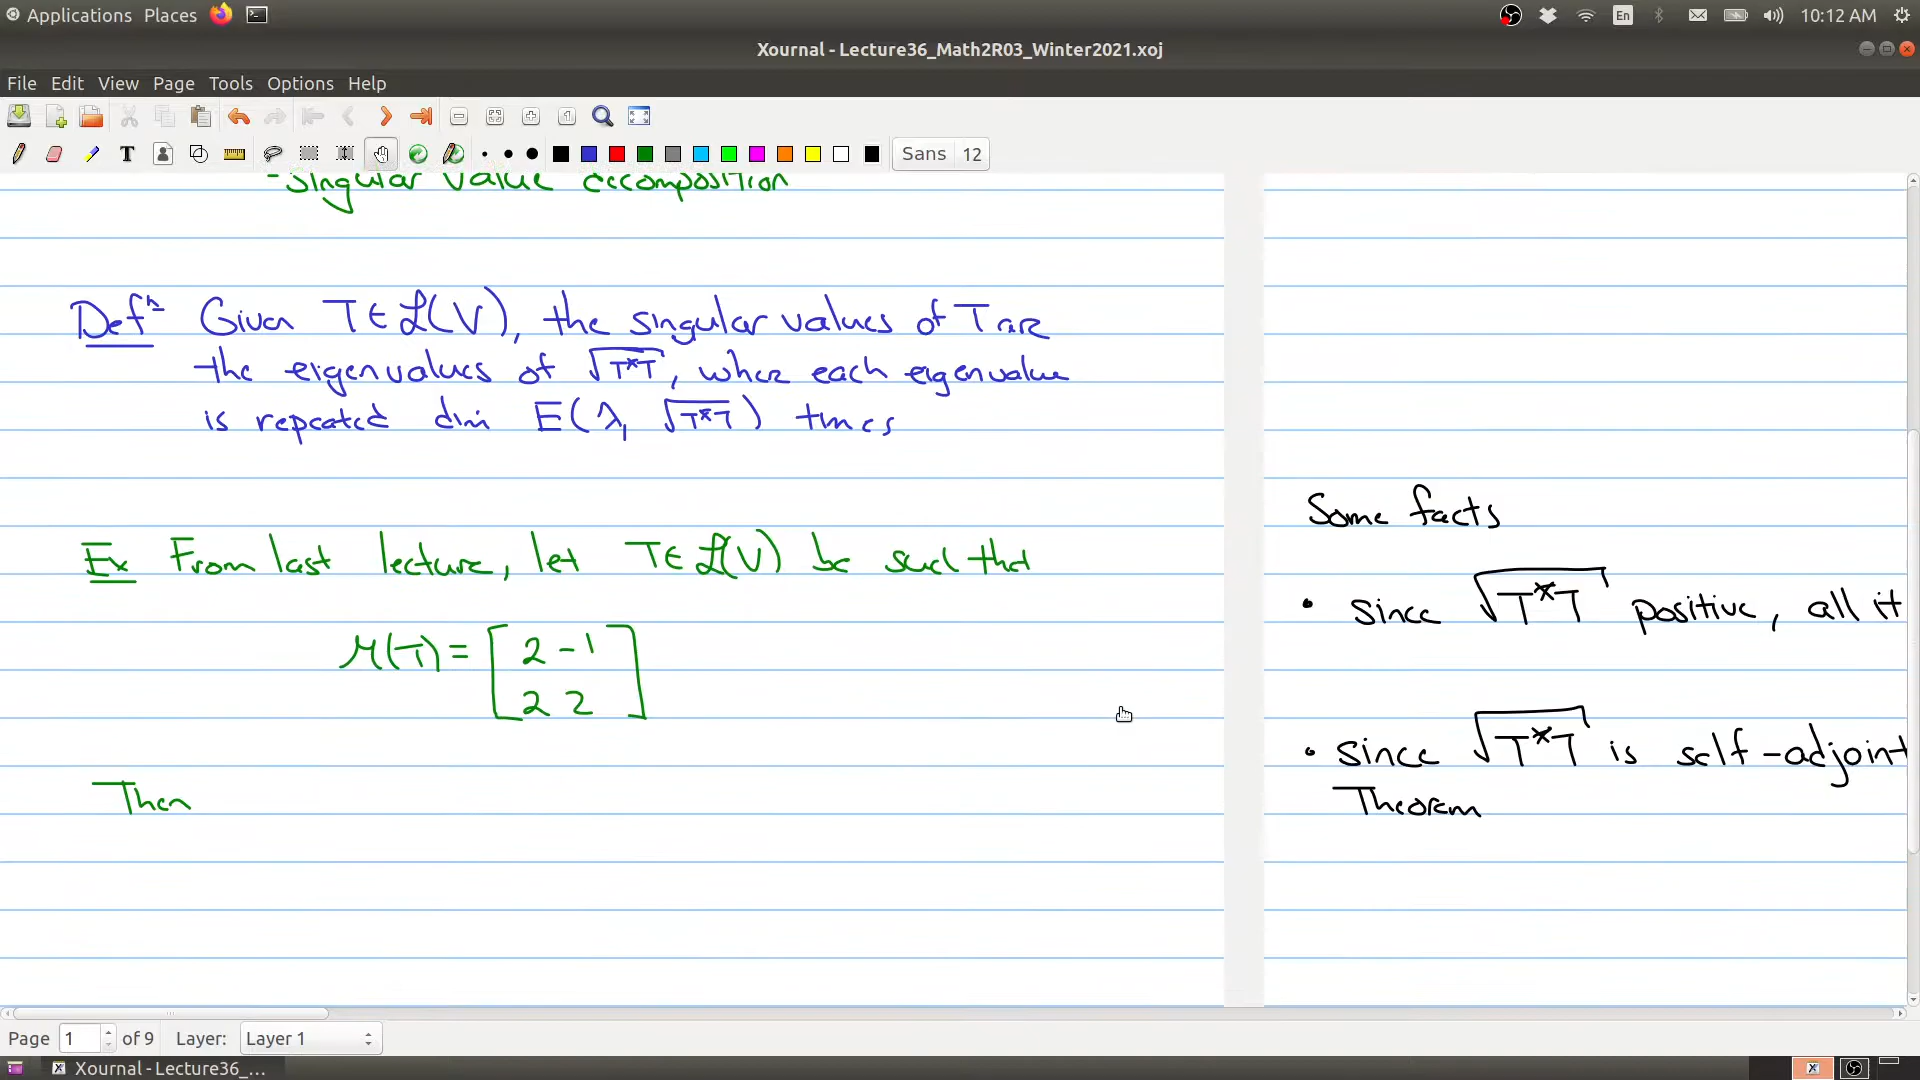 Applications Places En 10:12 AM
Xournal - Lecture36_Math2R03_Winter2021.xoj
File Edit View Page Tools Options Help
Sans 12
-Singular value decomposition
Defⁿ Given T∈ℒ(V), the singular values of T are
the eigenvalues of √T*T, where each eigenvalue
is repeated dim E(λ, √T*T) times
Ex From last lecture, let T∈ℒ(V) be such that
M(T) = [ 2 -1
2 2 ]
Then
Some facts
• since √T*T positive, all it
• since √T*T is self-adjoint
Theorem
Page 1 of 9 Layer: Layer 1
Xournal - Lecture36_...